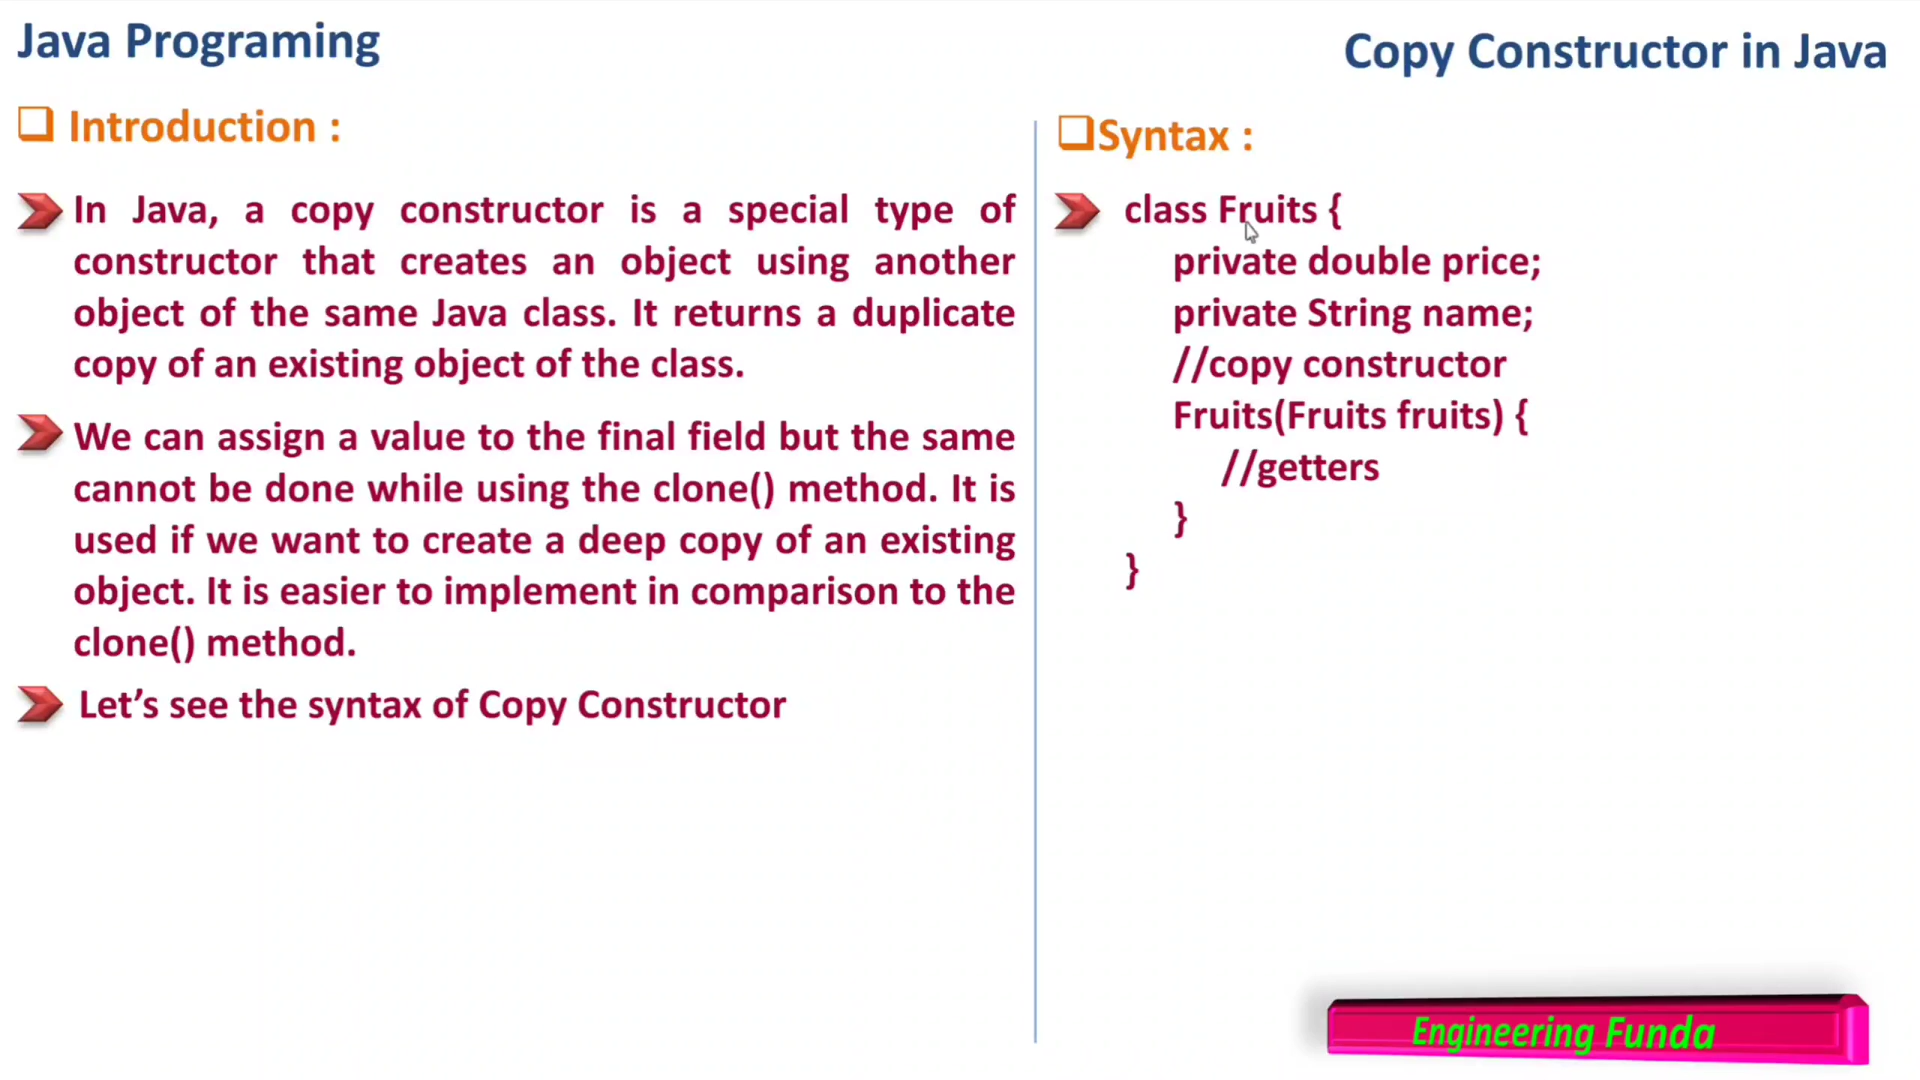 Java Programing
Copy Constructor in Java
Introduction :
In Java, a copy constructor is a special type of
constructor that creates an object using another
object of the same Java class. It returns a duplicate
copy of an existing object of the class.
We can assign a value to the final field but the same
cannot be done while using the clone() method. It is
used if we want to create a deep copy of an existing
object. It is easier to implement in comparison to the
clone() method.
Let’s see the syntax of Copy Constructor
Syntax :
class Fruits {
private double price;
private String name;
//copy constructor
Fruits(Fruits fruits) {
//getters
}
}
Engineering Funda